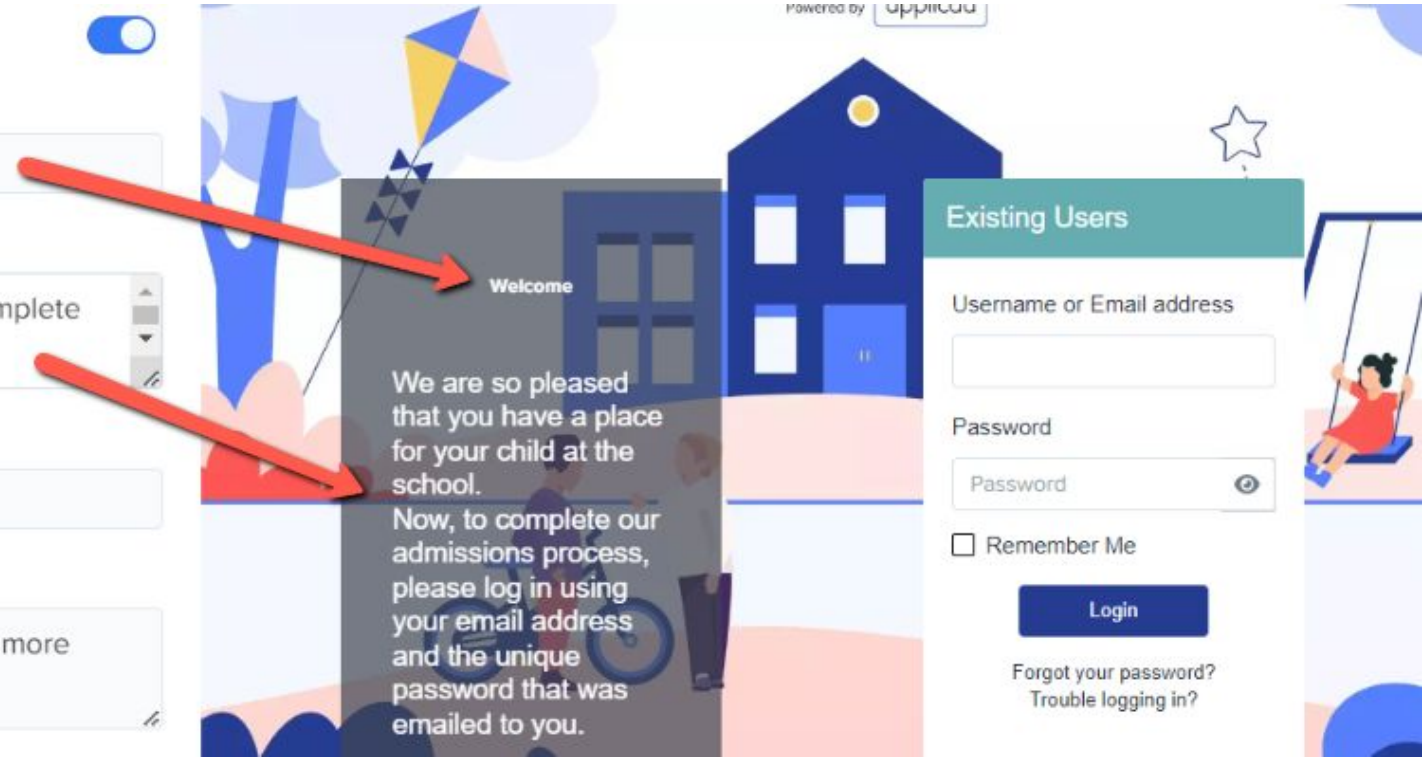 Powered by applicaa
Welcome
mplete
more
We are so pleased
that you have a place
for your child at the
school.
Now, to complete our
admissions process,
please log in using
your email address
and the unique
password that was
emailed to you.
Existing Users
Username or Email address
Password
Password
Remember Me
Login
Forgot your password?
Trouble logging in?